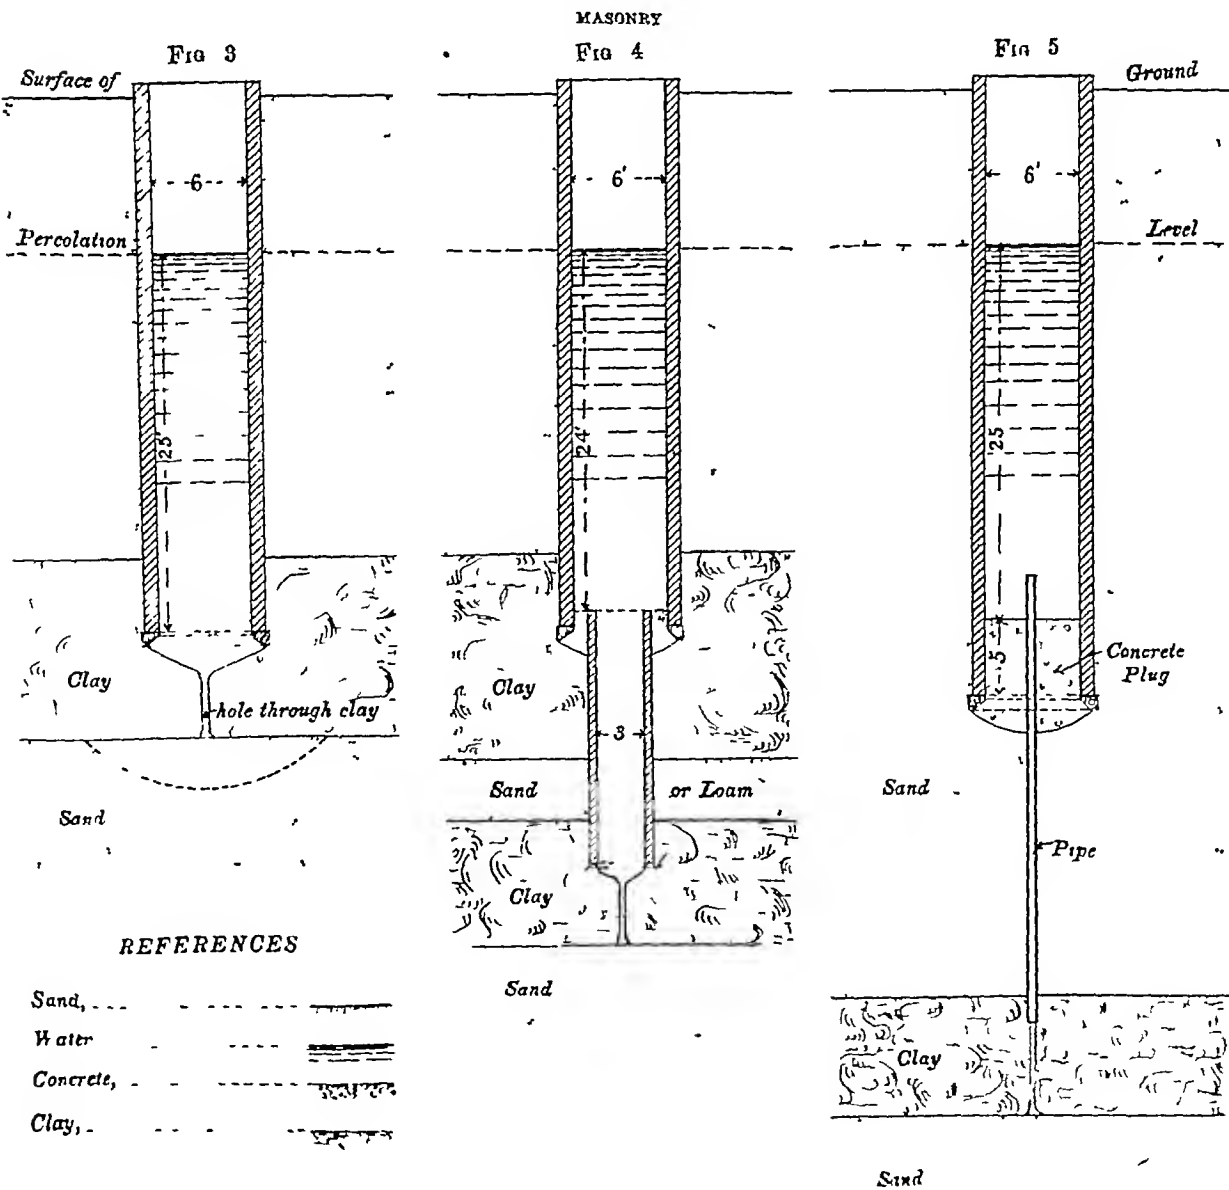 MASONRY
FIG 3
FIG 4
FIG 5
Surface of
Ground
6
6'
6'
Percolation
Level
25'
24'
25
5
Concrete
Plug
Clay
hole through clay
Clay
3
Sand
Sand
or Loam
Sand
Pipe
Clay
REFERENCES
Sand,
Water
Concrete,
Clay,
Sand
Clay
Sand